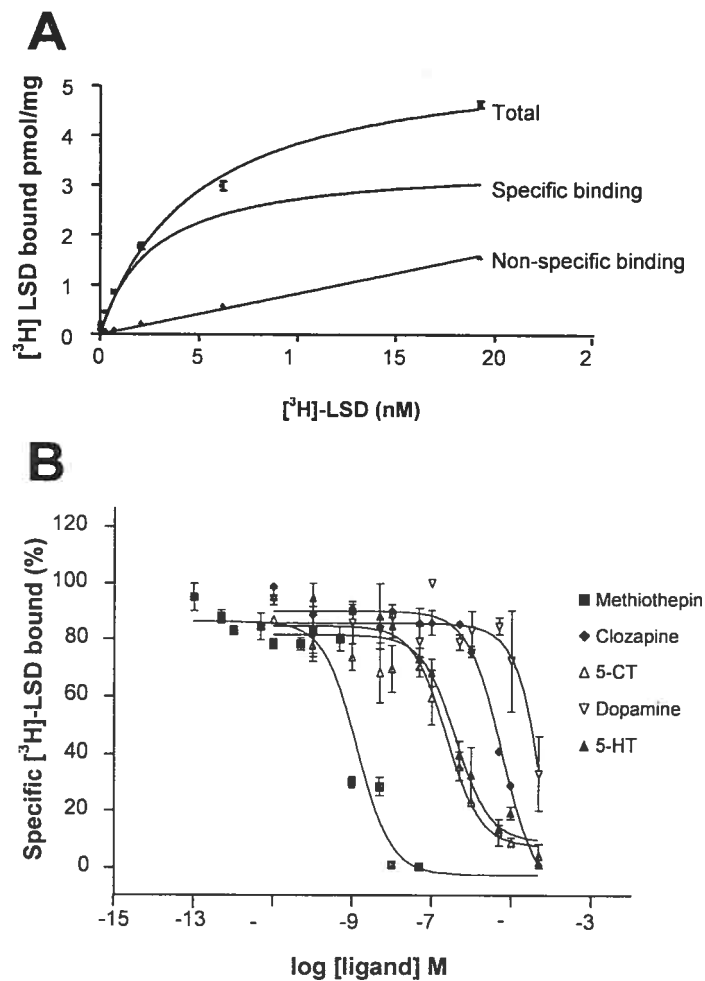 A
[³H] LSD bound pmol/mg
5
4
3
2
1
0
Total
Specific binding
Non-specific binding
0 5 1 15 20 2
[³H]-LSD (nM)
B
Specific [³H]-LSD bound (%)
120
100
80
60
40
20
0
Methiothepin
Clozapine
5-CT
Dopamine
5-HT
-15 -13 - -9 -7 - -3
log [ligand] M